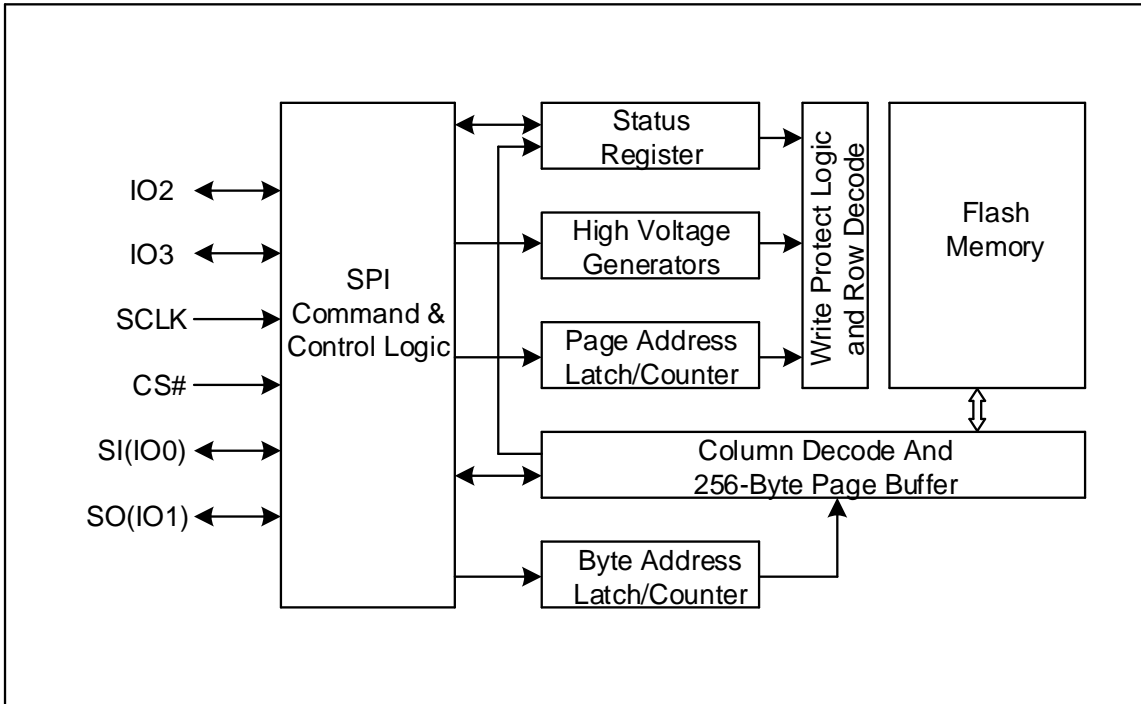 IO2
IO3
SCLK
CS#
SI(IO0)
SO(IO1)
SPI
Command &
Control Logic
Status
Register
High Voltage
Generators
Page Address
Latch/Counter
Write Protect Logic
and Row Decode
Flash
Memory
Column Decode And
256-Byte Page Buffer
Byte Address
Latch/Counter